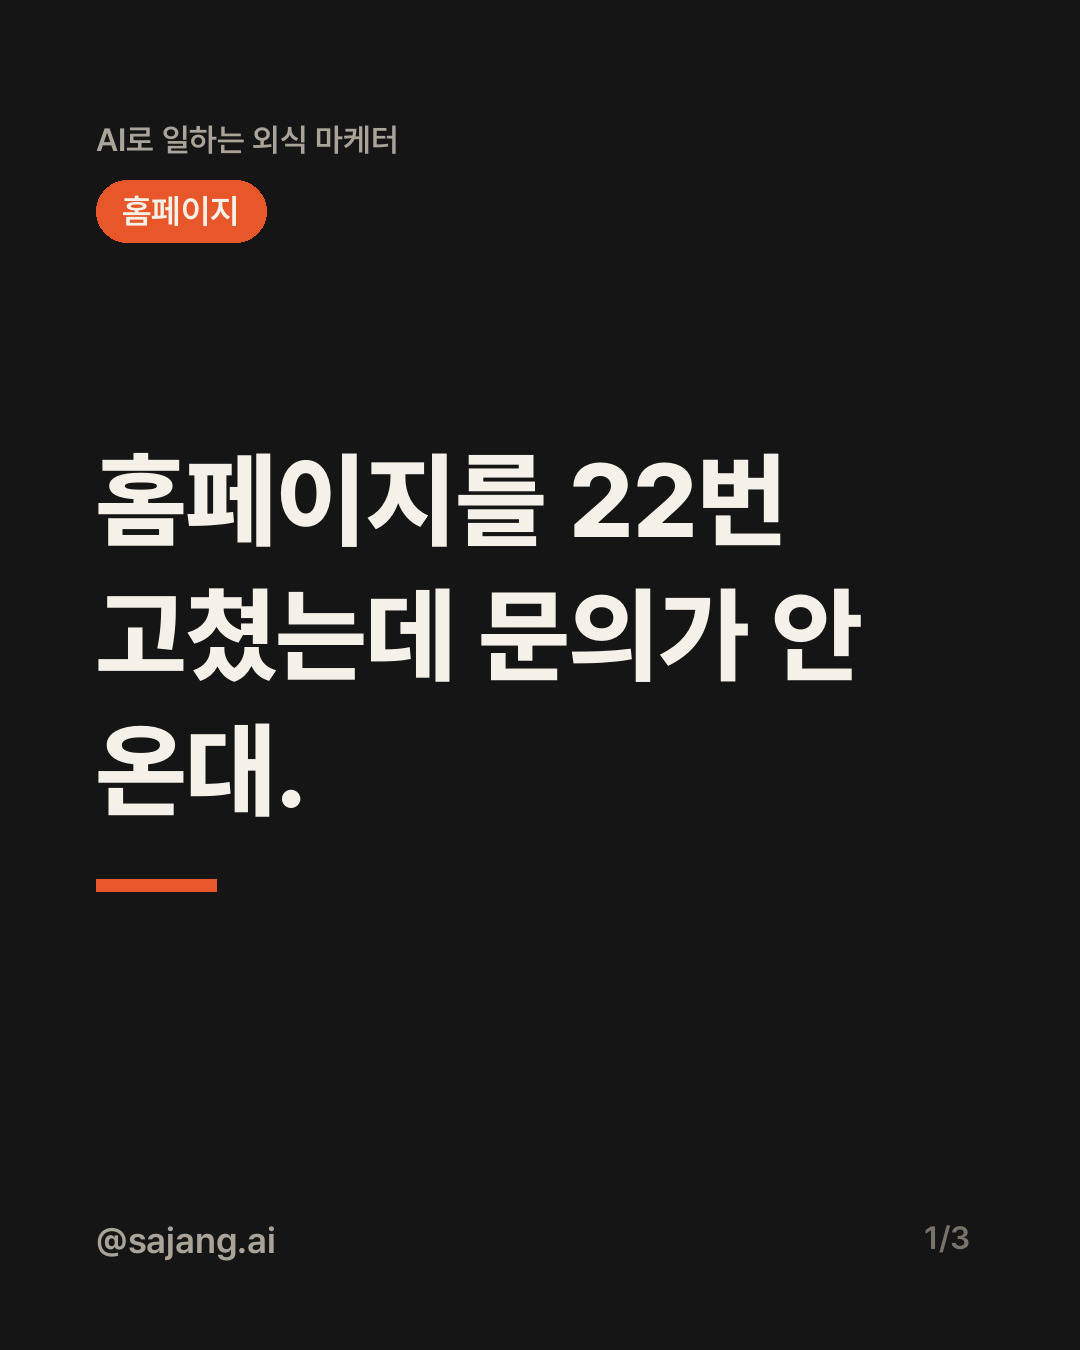 AI로 일하는 외식 마케터
홈페이지
홈페이지를 22번
고쳤는데 문의가 안
온대.
@sajang.ai
1/3